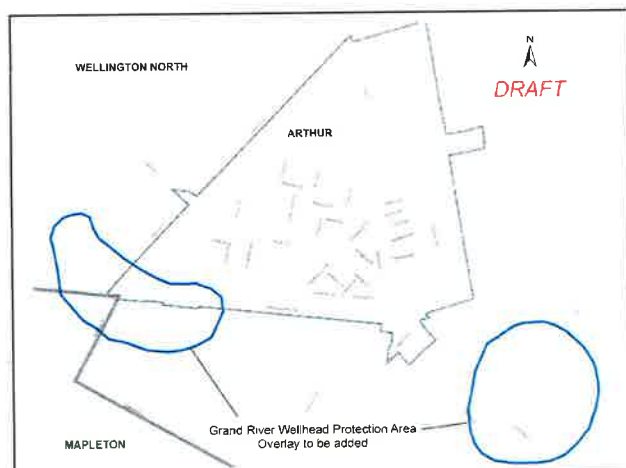 WELLINGTON NORTH
N
DRAFT
ARTHUR
Grand River Wellhead Protection Area
Overlay to be added
MAPLETON